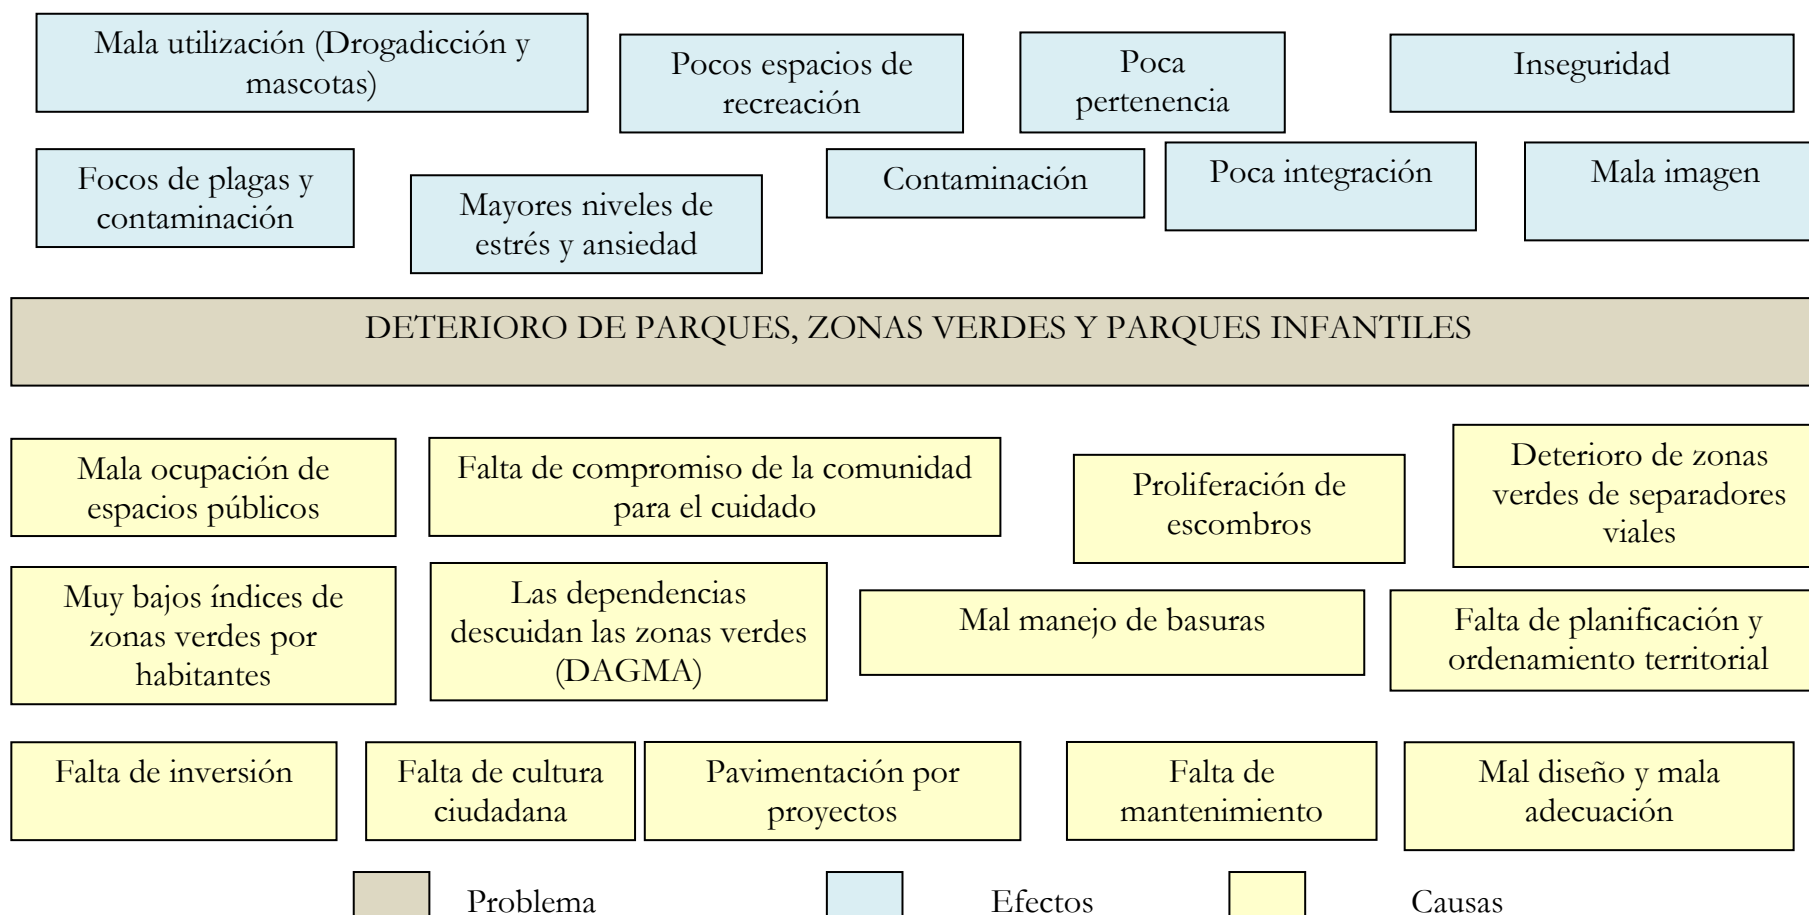 Mala utilización (Drogadicción y
mascotas)
Pocos espacios de
recreación
Poca
pertenencia
Inseguridad
Focos de plagas y
contaminación
Mayores niveles de
estrés y ansiedad
Contaminación
Poca integración
Mala imagen
DETERIORO DE PARQUES, ZONAS VERDES Y PARQUES INFANTILES
Mala ocupación de
espacios públicos
Falta de compromiso de la comunidad
para el cuidado
Proliferación de
escombros
Deterioro de zonas
verdes de separadores
viales
Muy bajos índices de
zonas verdes por
habitantes
Las dependencias
descuidan las zonas verdes
(DAGMA)
Mal manejo de basuras
Falta de planificación y
ordenamiento territorial
Falta de inversión
Falta de cultura
ciudadana
Pavimentación por
proyectos
Falta de
mantenimiento
Mal diseño y mala
adecuación
Problema
Efectos
Causas